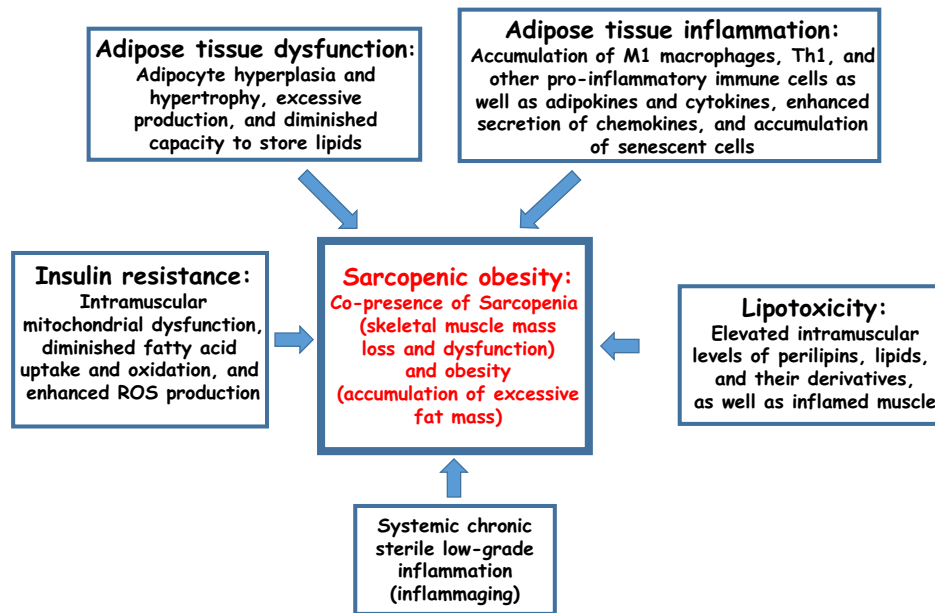 Adipose tissue dysfunction:
Adipocyte hyperplasia and
hypertrophy, excessive
production, and diminished
capacity to store lipids
Adipose tissue inflammation:
Accumulation of M1 macrophages, Th1, and
other pro-inflammatory immune cells as
well as adipokines and cytokines, enhanced
secretion of chemokines, and accumulation
of senescent cells
Insulin resistance:
Intramuscular
mitochondrial dysfunction,
diminished fatty acid
uptake and oxidation, and
enhanced ROS production
Sarcopenic obesity:
Co-presence of Sarcopenia
(skeletal muscle mass
loss and dysfunction)
and obesity
(accumulation of excessive
fat mass)
Lipotoxicity:
Elevated intramuscular
levels of perilipins, lipids,
and their derivatives,
as well as inflamed muscle
Systemic chronic
sterile low-grade
inflammation
(inflammaging)